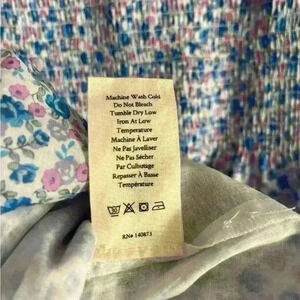 Machine Wash Cold
Do Not Bleach
Tumble Dry Low
Iron At Low
Temperature
Machine À Laver
Ne Pas Javelliser
Ne Pas Sécher
Par Culbutage
Repasser À Basse
Température
RN# 140873